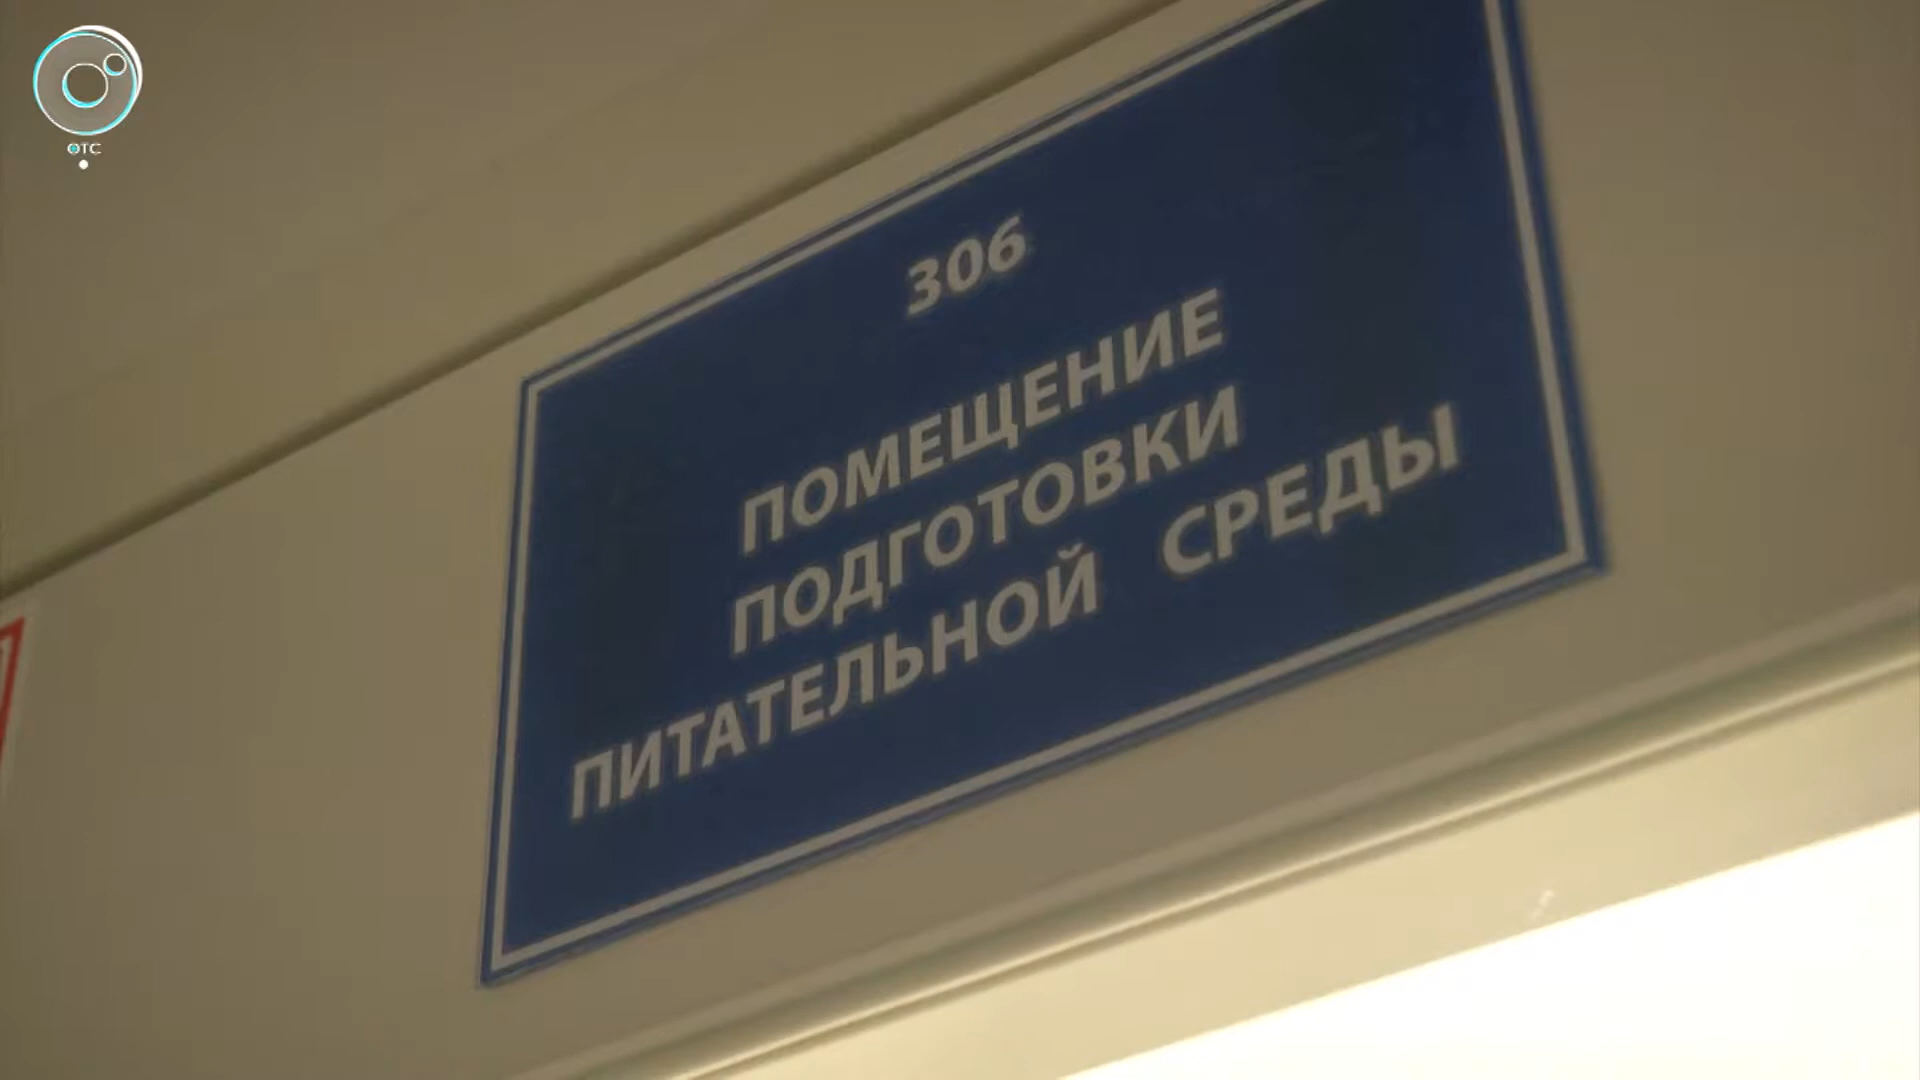 ОТС
306
ПОМЕЩЕНИЕ
ПОДГОТОВКИ
ПИТАТЕЛЬНОЙ СРЕДЫ